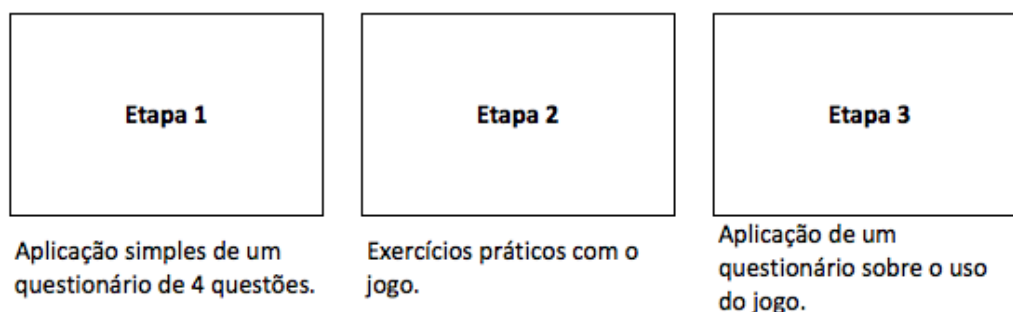 Etapa 1
Etapa 2
Etapa 3
Aplicação simples de um
questionário de 4 questões.
Exercícios práticos com o
jogo.
Aplicação de um
questionário sobre o uso
do jogo.